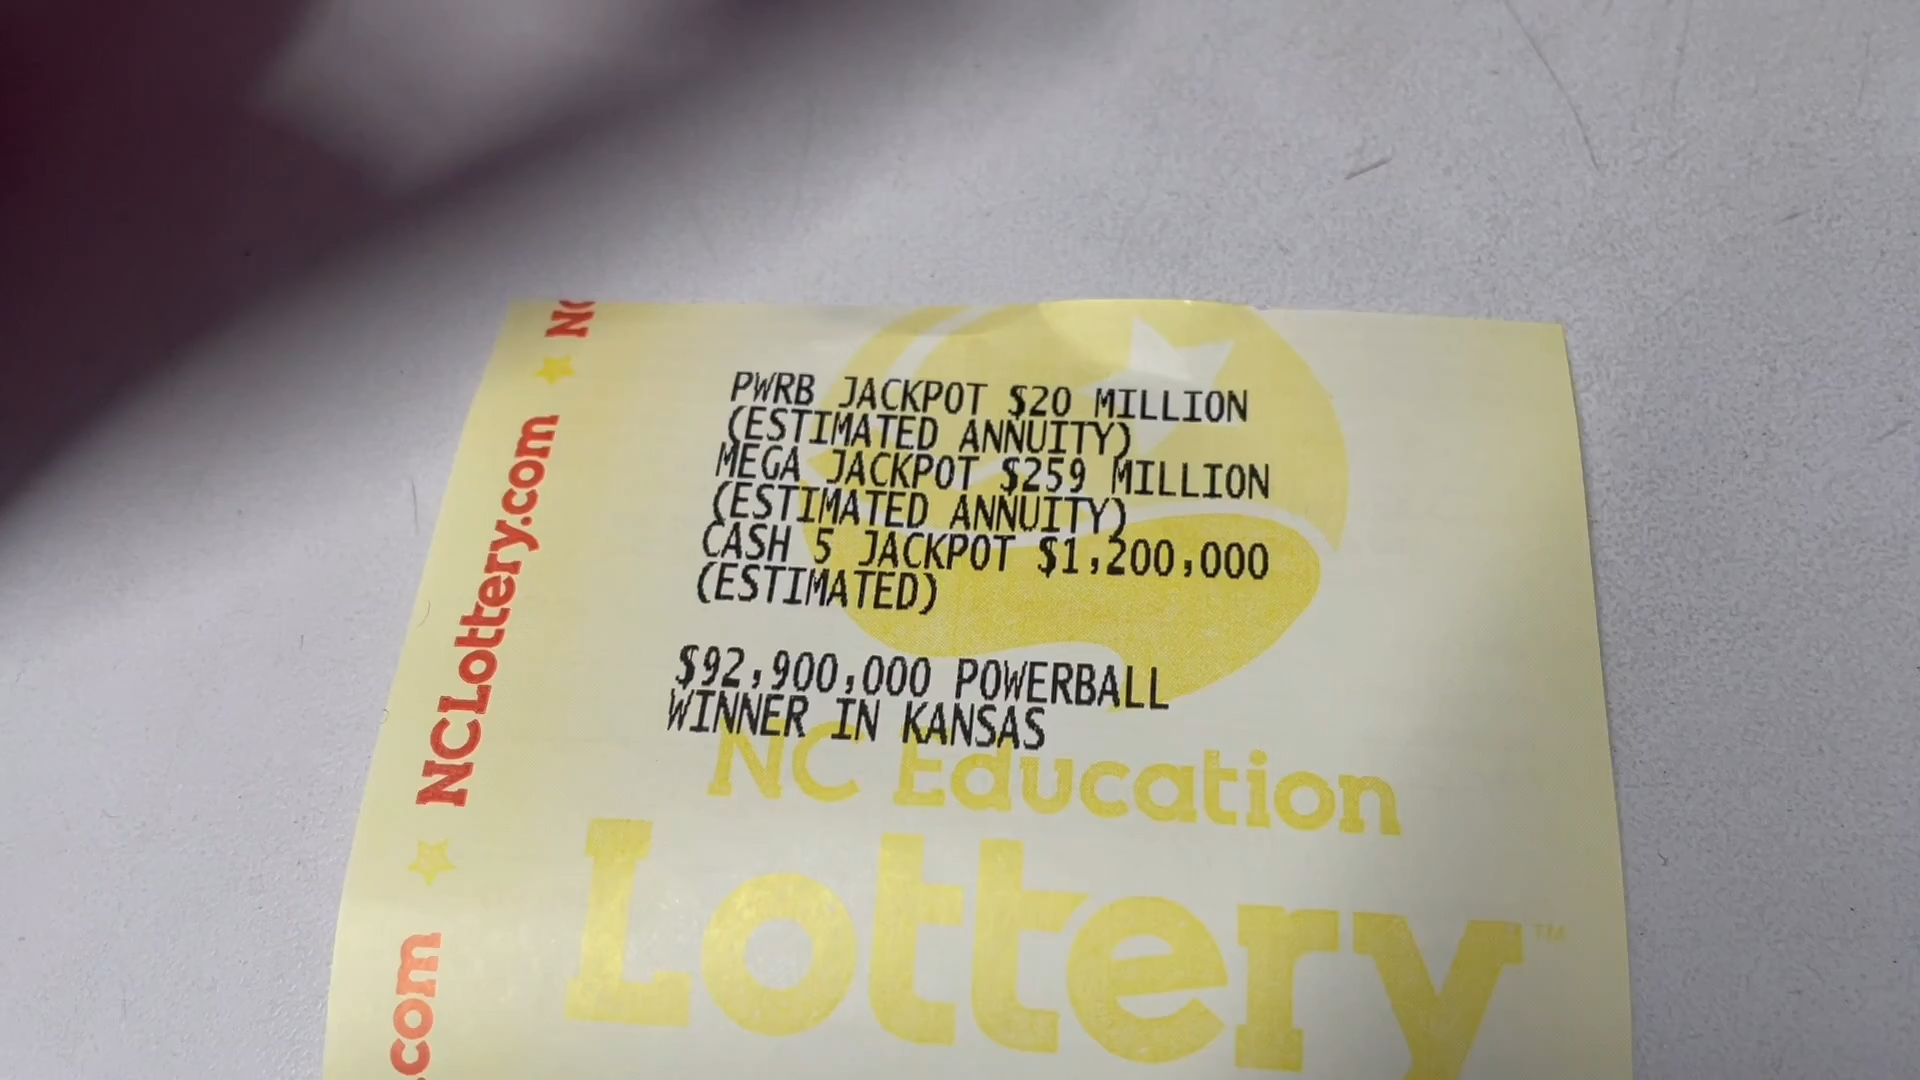 PWRB JACKPOT $20 MILLION
(ESTIMATED ANNUITY)
MEGA JACKPOT $259 MILLION
(ESTIMATED ANNUITY)
CASH 5 JACKPOT $1,200,000
(ESTIMATED)
$92,900,000 POWERBALL
WINNER IN KANSAS
NC Education
Lottery™
NC
NCLottery.com
.com